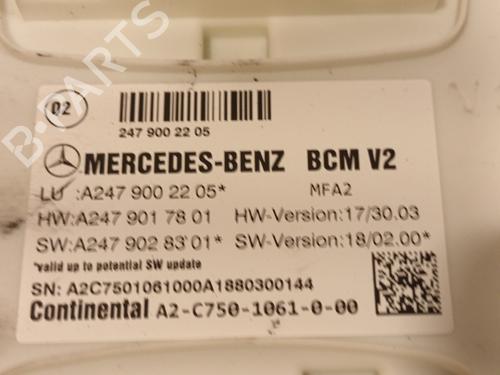 02
247 900 22 05
MERCEDES-BENZ BCM V2
LU :A247 900 22 05* MFA2
HW:A247 901 78 01 HW-Version:17/30.03
SW:A247 902 83 01* SW-Version:18/02.00*
*valid up to potential SW update
SN: A2C7501061000A1880300144
Continental A2-C750-1061-0-00
B-PARTS